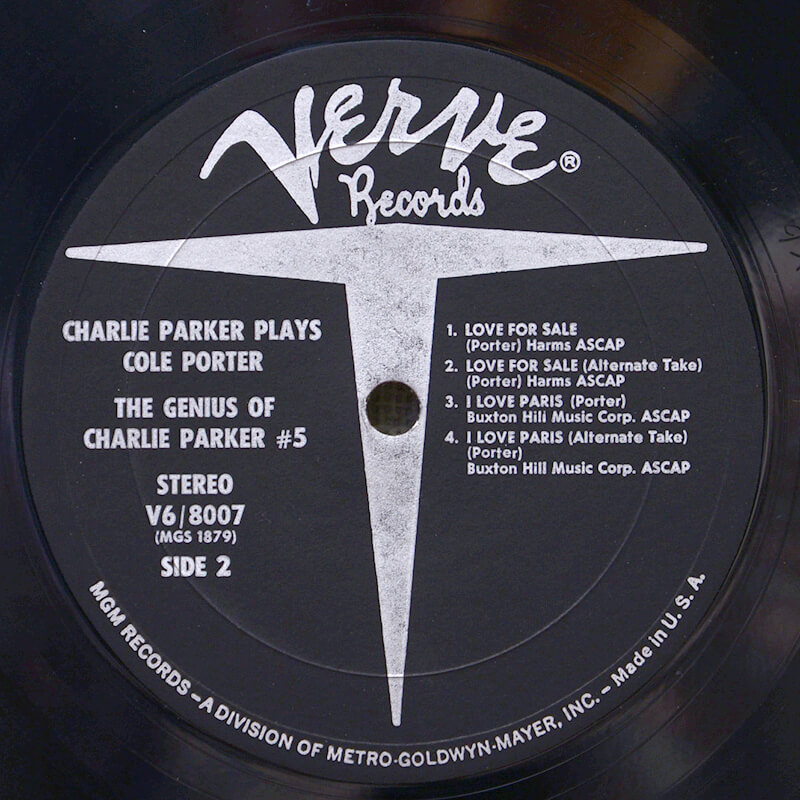 VERVE ®
Records
CHARLIE PARKER PLAYS
COLE PORTER
THE GENIUS OF
CHARLIE PARKER #5
STEREO
V6/8007
(MGS 1879)
SIDE 2
1. LOVE FOR SALE
(Porter) Harms ASCAP
2. LOVE FOR SALE (Alternate Take)
(Porter) Harms ASCAP
3. I LOVE PARIS (Porter)
Buxton Hill Music Corp. ASCAP
4. I LOVE PARIS (Alternate Take)
(Porter)
Buxton Hill Music Corp. ASCAP
MGM RECORDS – A DIVISION OF METRO-GOLDWYN-MAYER, INC. – Made in U. S. A.